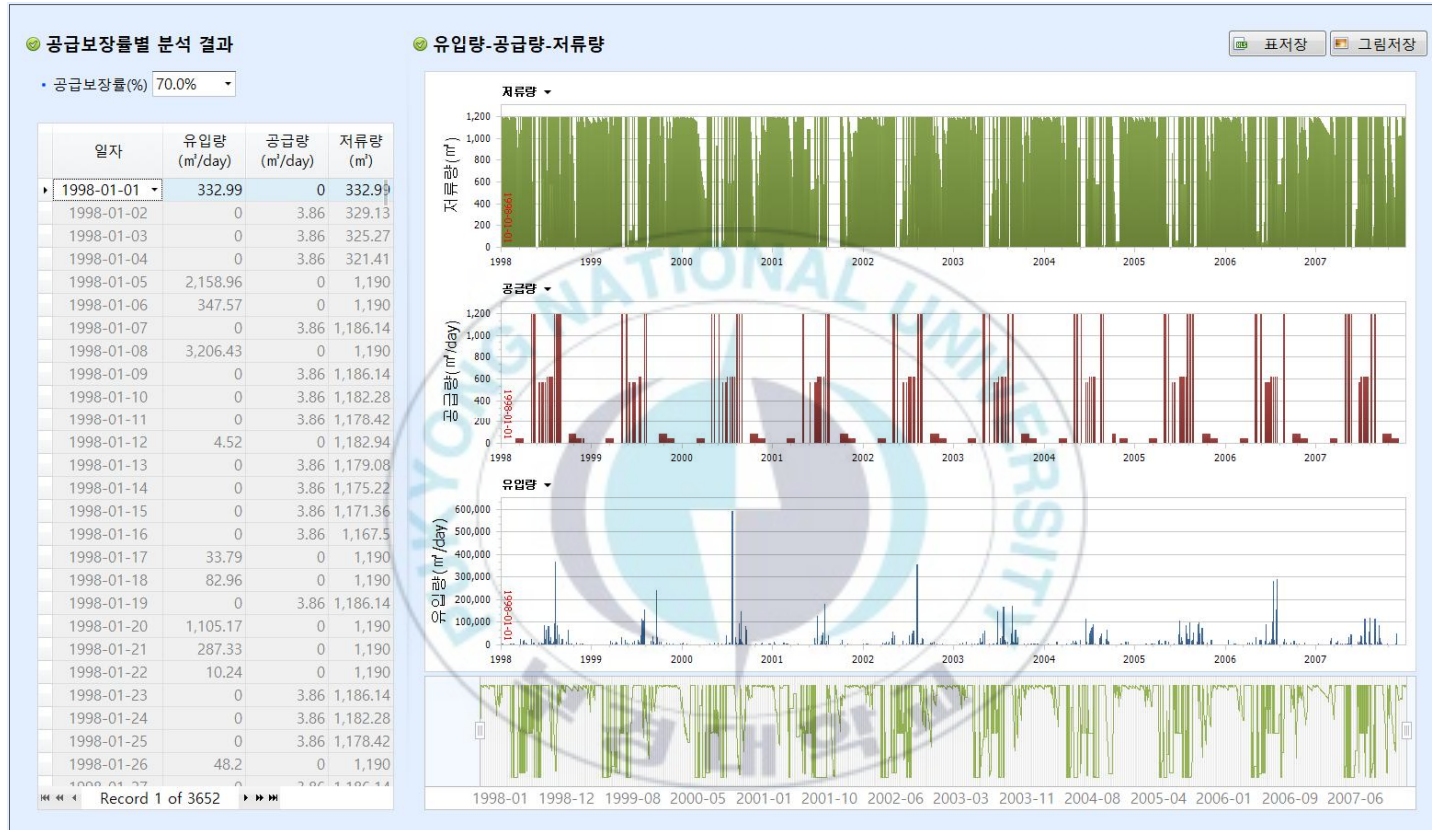 공급보장률별 분석 결과
공급보장률(%) 70.0%
일자 유입량 (㎥/day) 공급량 (㎥/day) 저류량 (㎥)
1998-01-01 332.99 0 332.99
1998-01-02 0 3.86 329.13
1998-01-03 0 3.86 325.27
1998-01-04 0 3.86 321.41
1998-01-05 2,158.96 0 1,190
1998-01-06 347.57 0 1,190
1998-01-07 0 3.86 1,186.14
1998-01-08 3,206.43 0 1,190
1998-01-09 0 3.86 1,186.14
1998-01-10 0 3.86 1,182.28
1998-01-11 0 3.86 1,178.42
1998-01-12 4.52 0 1,182.94
1998-01-13 0 3.86 1,179.08
1998-01-14 0 3.86 1,175.22
1998-01-15 0 3.86 1,171.36
1998-01-16 0 3.86 1,167.5
1998-01-17 33.79 0 1,190
1998-01-18 82.96 0 1,190
1998-01-19 0 3.86 1,186.14
1998-01-20 1,105.17 0 1,190
1998-01-21 287.33 0 1,190
1998-01-22 10.24 0 1,190
1998-01-23 0 3.86 1,186.14
1998-01-24 0 3.86 1,182.28
1998-01-25 0 3.86 1,178.42
1998-01-26 48.2 0 1,190
1998-01-27 0 3.86 1,186.14
Record 1 of 3652
유입량-공급량-저류량
표저장 그림저장
저류량
저류량(㎥)
1,200
1,000
800
600
400
200
0
1998-01-01
1998 1999 2000 2001 2002 2003 2004 2005 2006 2007
공급량
공급량(㎥/day)
1,200
1,000
800
600
400
200
0
1998-01-01
1998 1999 2000 2001 2002 2003 2004 2005 2006 2007
유입량
유입량(㎥/day)
600,000
500,000
400,000
300,000
200,000
100,000
0
1998-01-01
1998 1999 2000 2001 2002 2003 2004 2005 2006 2007
1998-01 1998-12 1999-08 2000-05 2001-01 2001-10 2002-06 2003-03 2003-11 2004-08 2005-04 2006-01 2006-09 2007-06
PUKYONG NATIONAL UNIVERSITY
부경대학교